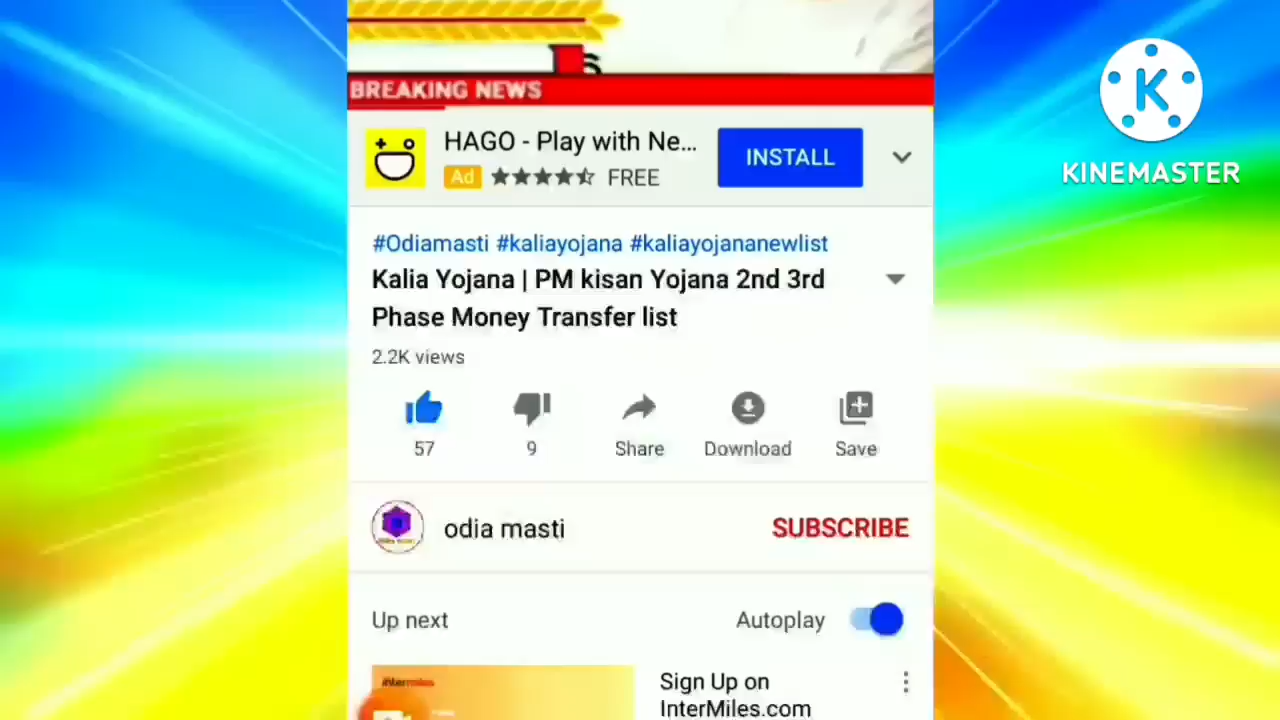 BREAKING NEWS
HAGO - Play with Ne...
INSTALL
Ad
FREE
K
KINEMASTER
#Odiamasti #kaliayojana #kaliayojananewlist
Kalia Yojana | PM kisan Yojana 2nd 3rd
Phase Money Transfer list
2.2K views
57
9
Share
Download
Save
odia masti
SUBSCRIBE
Up next
Autoplay
intermiles
Sign Up on
InterMiles.com